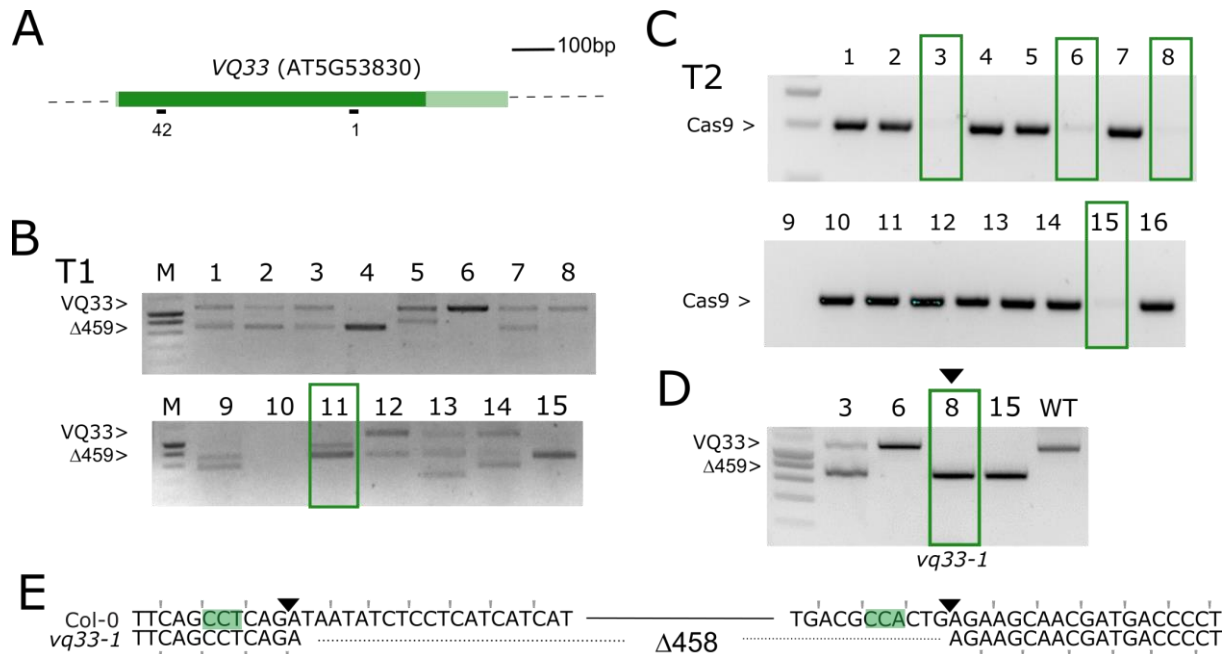 A
VQ33 (AT5G53830)
100bp
42 1
B
T1
M 1 2 3 4 5 6 7 8
VQ33>
Δ459>
M 9 10 11 12 13 14 15
VQ33>
Δ459>
C
T2
1 2 3 4 5 6 7 8
Cas9 >
9 10 11 12 13 14 15 16
Cas9 >
D
3 6 8 15 WT
VQ33>
Δ459>
vq33-1
E
Col-0 TTCAGCCTCAGATAATATCTCCTCATCATCAT TGACGCCACTGAGAAGCAACGATGACCCCT
vq33-1 TTCAGCCTCAGA Δ458 AGAAGCAACGATGACCCCT